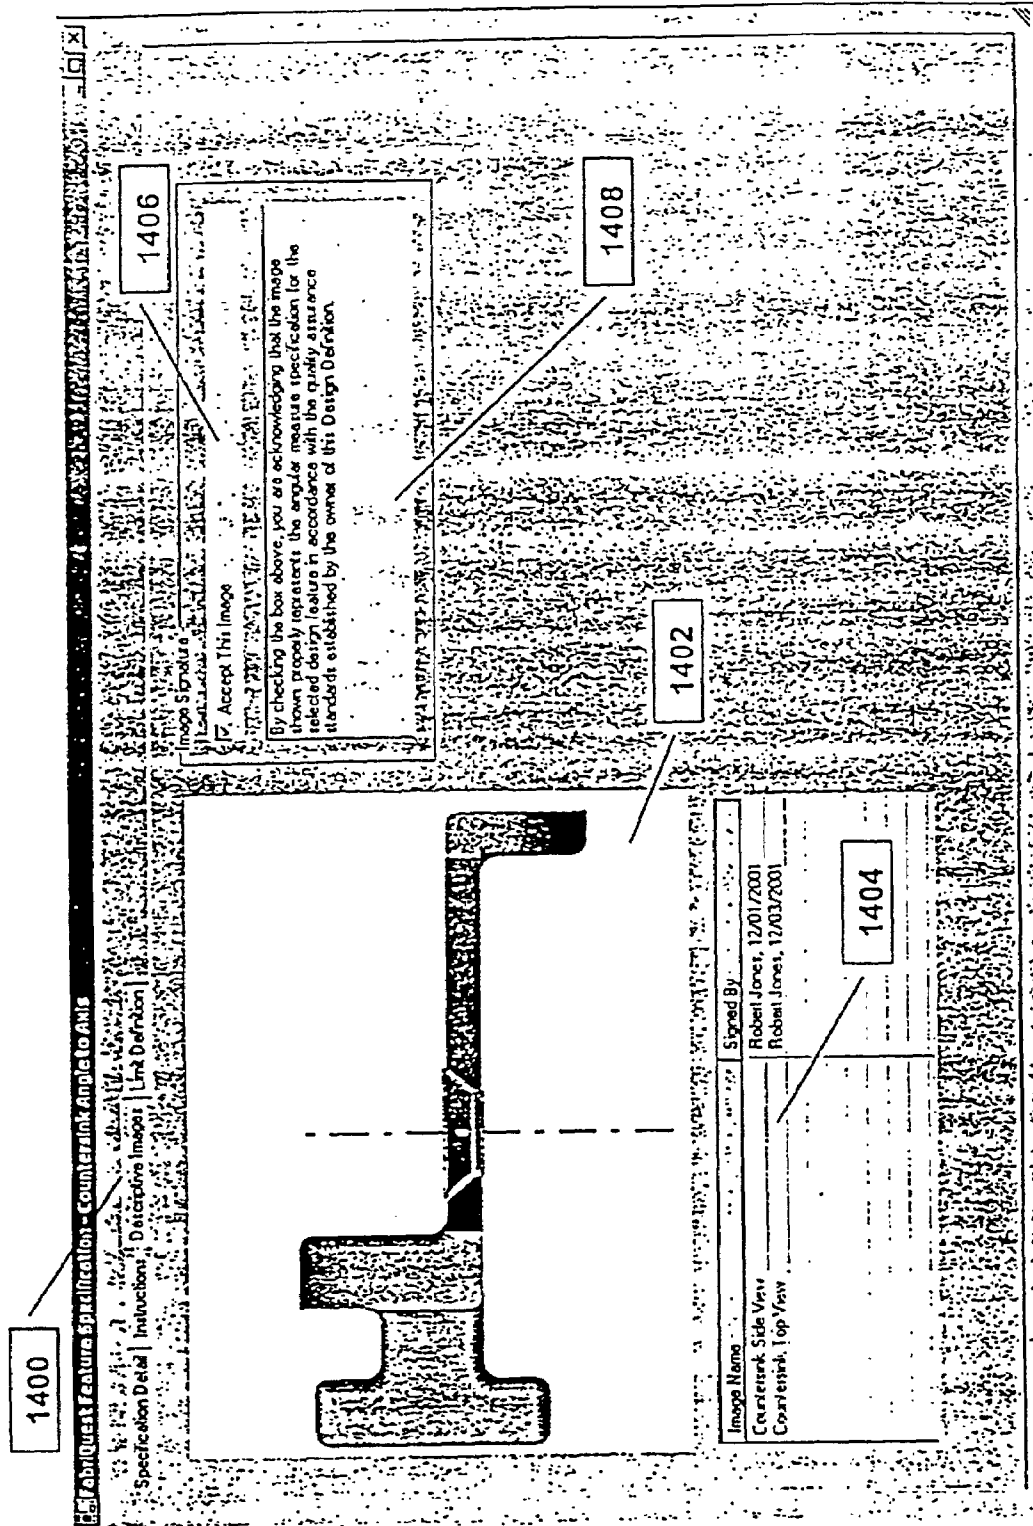 1400
FabriQuest Feature Specification - Countersink Angle to Axis
Specification Detail | Instructions | Descriptive Images | Limit Definition
Image Signature
1406
Accept This Image
By checking the box above, you are acknowledging that the image
shown properly represents the angular measure specification for the
selected design feature in accordance with the quality assurance
standards established by the owner of this Design Definition.
1408
1402
Image Name Signed By
Countersink Side View Robert Jones, 12/01/2001
Countersink Top View Robert Jones, 12/03/2001
1404